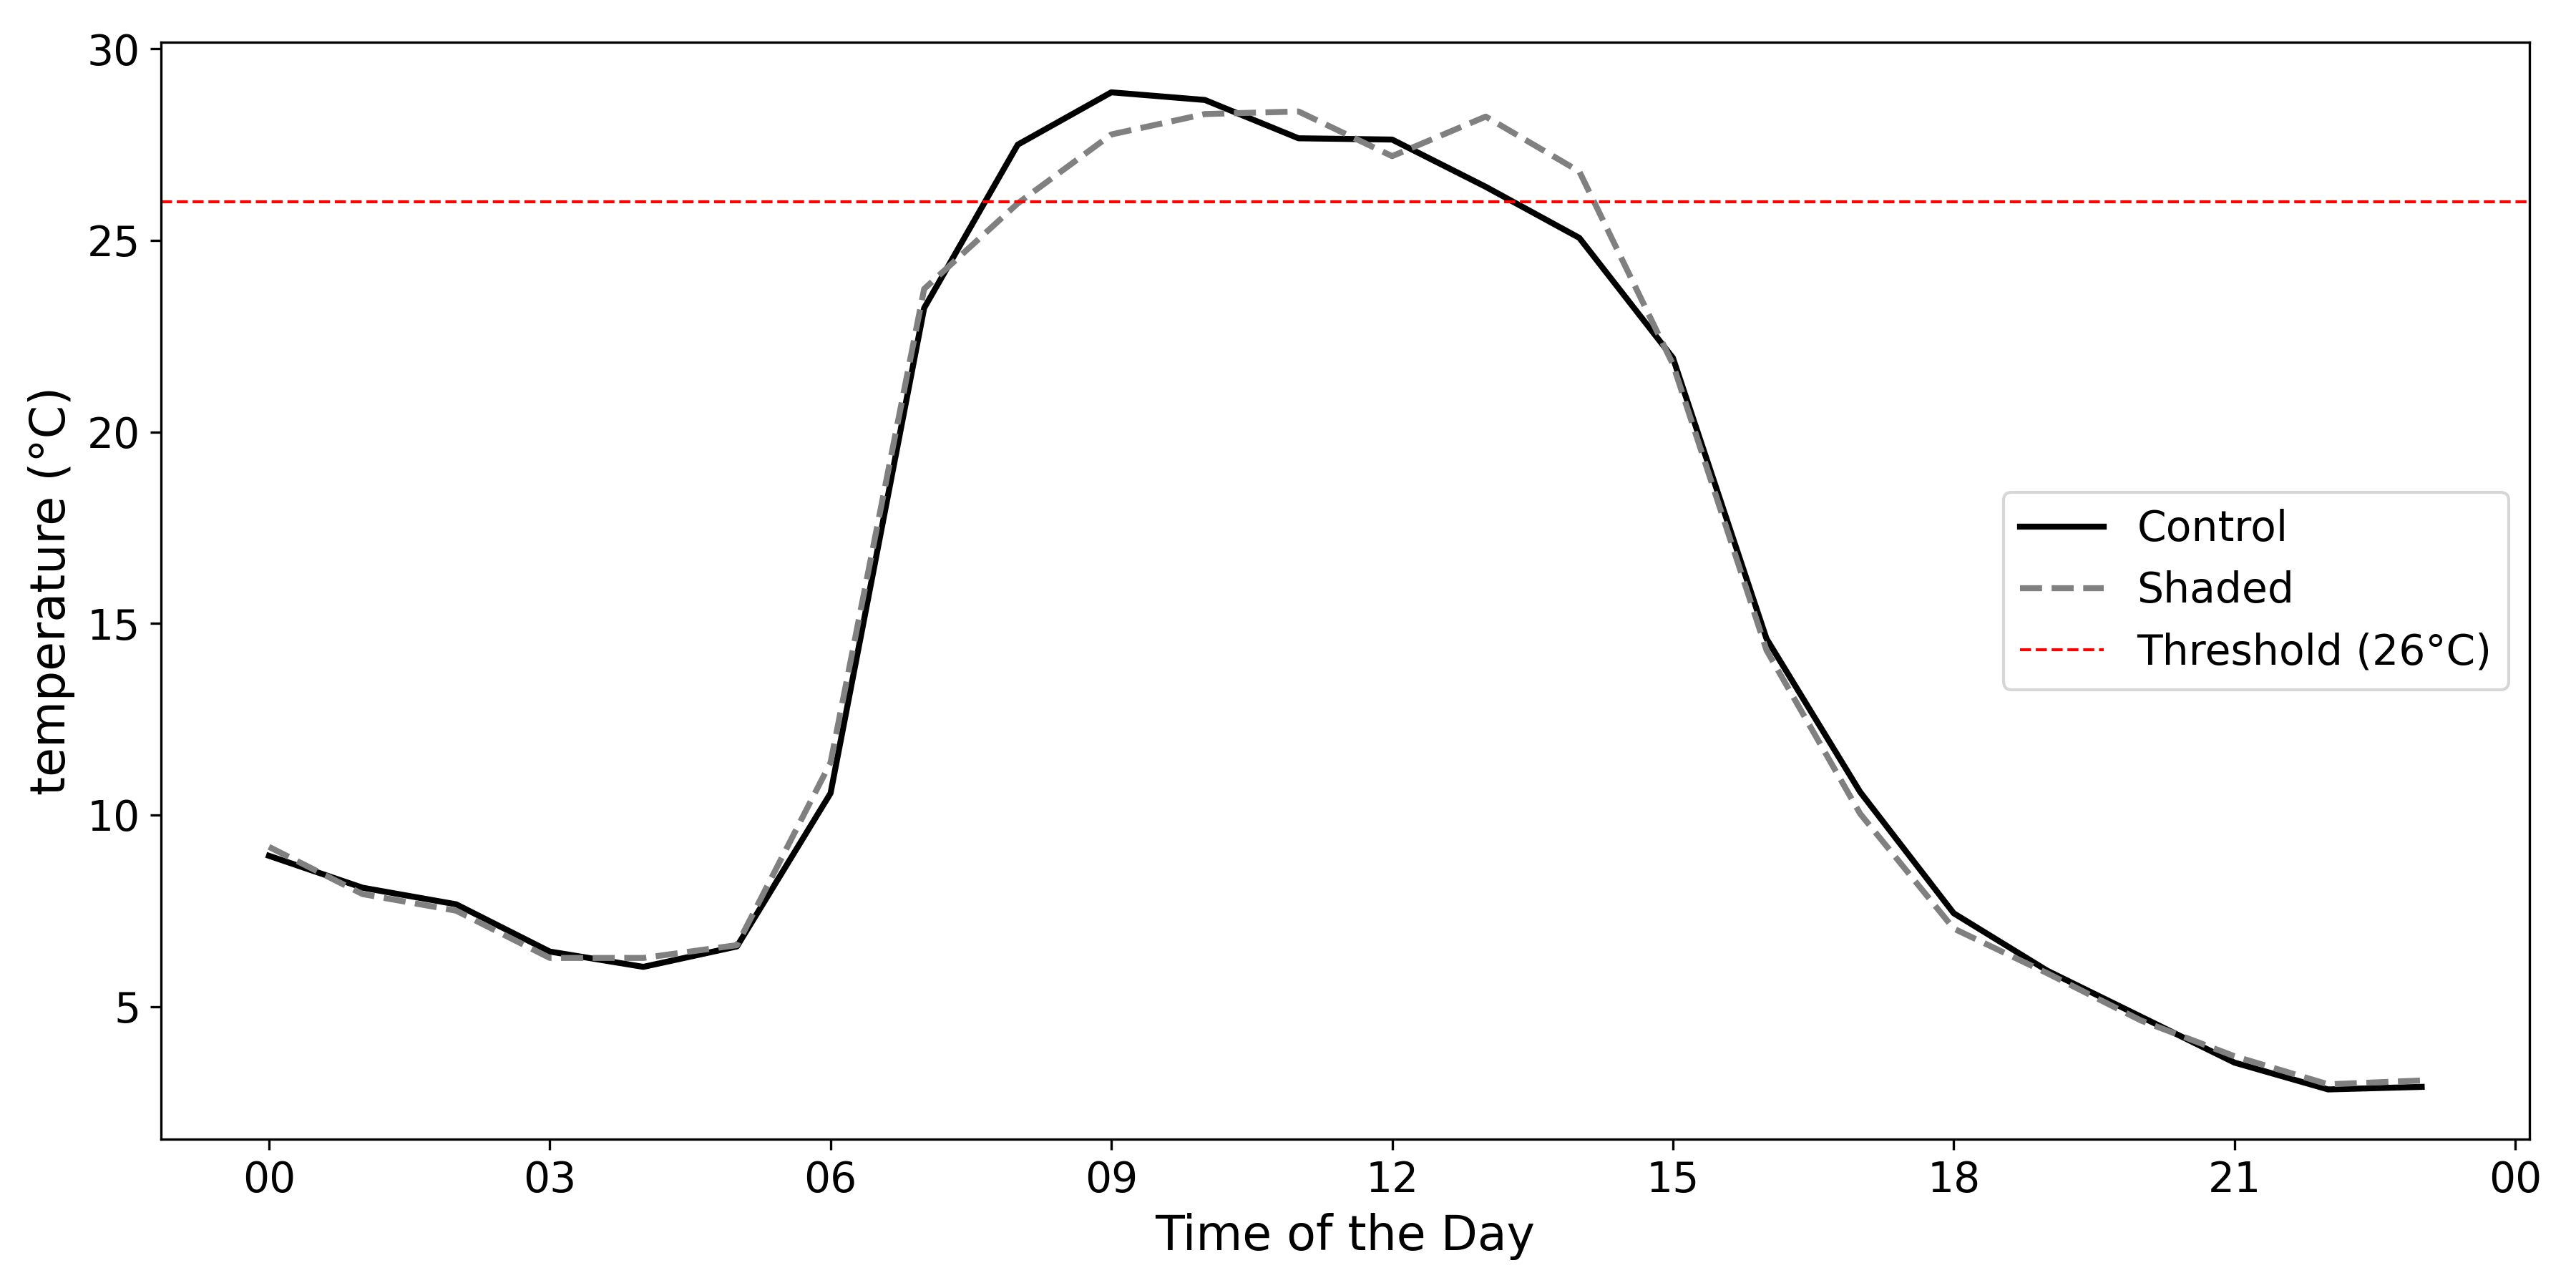 30
25
20
15
10
5
temperature (°C)
Control
Shaded
Threshold (26°C)
00 03 06 09 12 15 18 21 00
Time of the Day